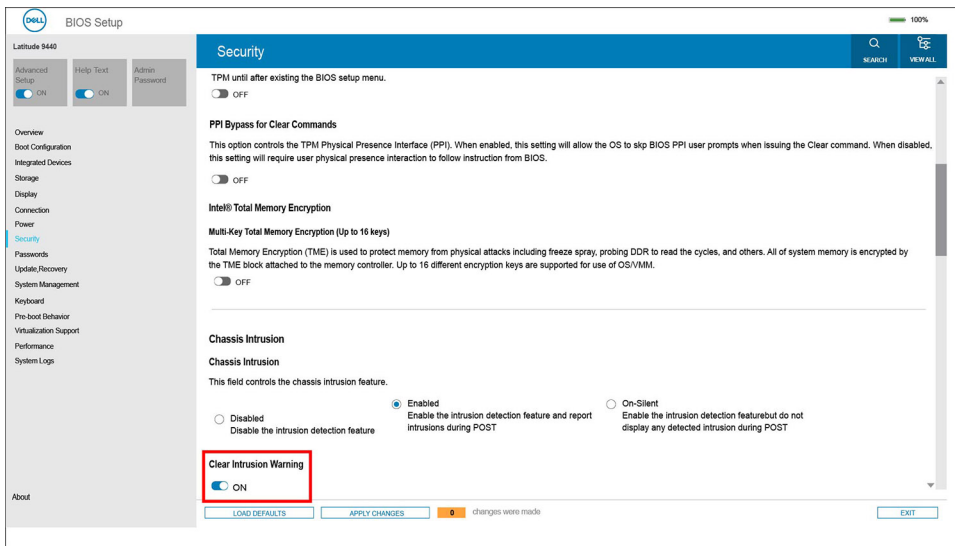 DELL
BIOS Setup
100%
Latitude 9440
Advanced Setup
ON
Help Text
ON
Admin Password
Overview
Boot Configuration
Integrated Devices
Storage
Display
Connection
Power
Security
Passwords
Update,Recovery
System Management
Keyboard
Pre-boot Behavior
Virtualization Support
Performance
System Logs
About
Security
SEARCH
VIEW ALL
TPM until after existing the BIOS setup menu.
OFF
PPI Bypass for Clear Commands
This option controls the TPM Physical Presence Interface (PPI). When enabled, this setting will allow the OS to skp BIOS PPI user prompts when issuing the Clear command. When disabled,
this setting will require user physical presence interaction to follow instruction from BIOS.
OFF
Intel® Total Memory Encryption
Multi-Key Total Memory Encryption (Up to 16 keys)
Total Memory Encryption (TME) is used to protect memory from physical attacks including freeze spray, probing DDR to read the cycles, and others. All of system memory is encrypted by
the TME block attached to the memory controller. Up to 16 different encryption keys are supported for use of OS/VMM.
OFF
Chassis Intrusion
Chassis Intrusion
This field controls the chassis intrusion feature.
Disabled
Disable the intrusion detection feature
Enabled
Enable the intrusion detection feature and report
intrusions during POST
On-Silent
Enable the intrusion detection featurebut do not
display any detected intrusion during POST
Clear Intrusion Warning
ON
LOAD DEFAULTS
APPLY CHANGES
0
changes were made
EXIT